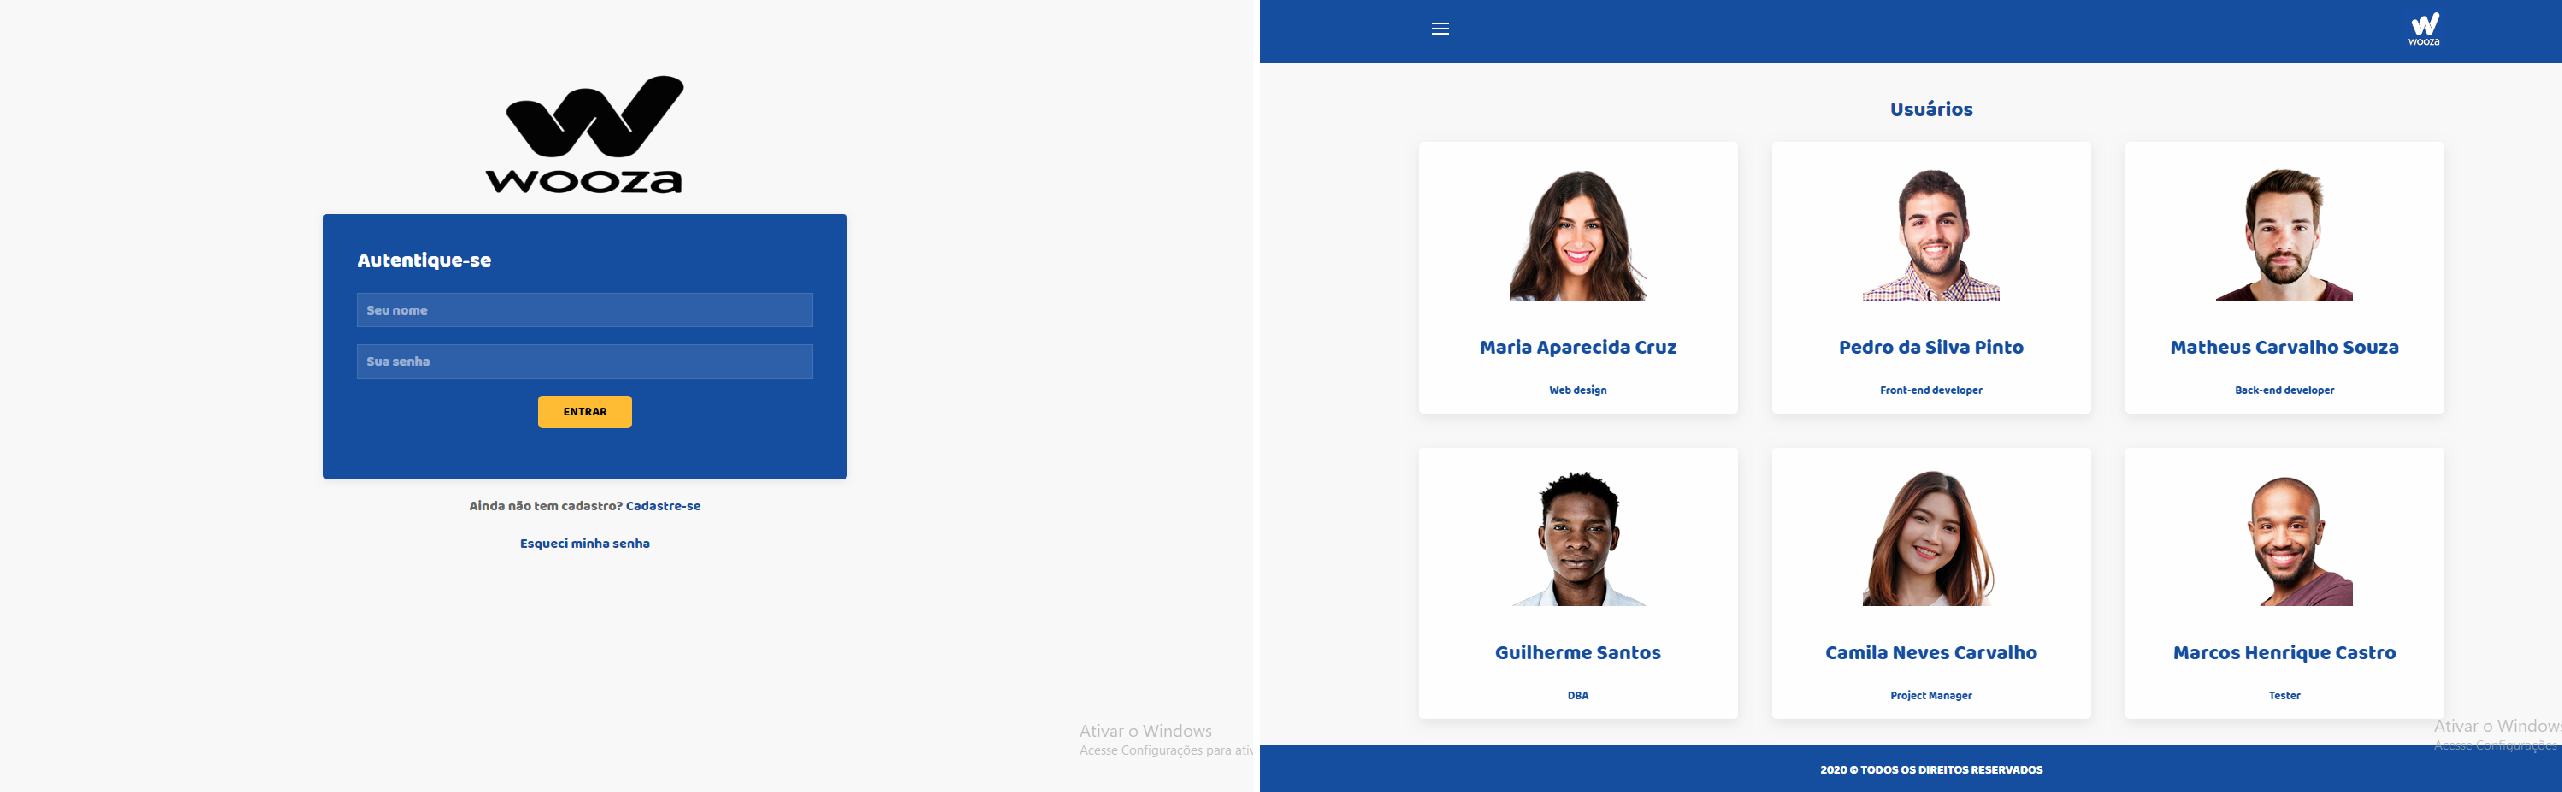 wooza
Autentique-se
Seu nome
Sua senha
ENTRAR
Ainda não tem cadastro? Cadastre-se
Esqueci minha senha
Ativar o Windows
Acesse Configurações para ativ
wooza
Usuários
Maria Aparecida Cruz
Web design
Pedro da Silva Pinto
Front-end developer
Matheus Carvalho Souza
Back-end developer
Guilherme Santos
DBA
Camila Neves Carvalho
Project Manager
Marcos Henrique Castro
Tester
Ativar o Windows
Acesse Configurações
2020 © TODOS OS DIREITOS RESERVADOS